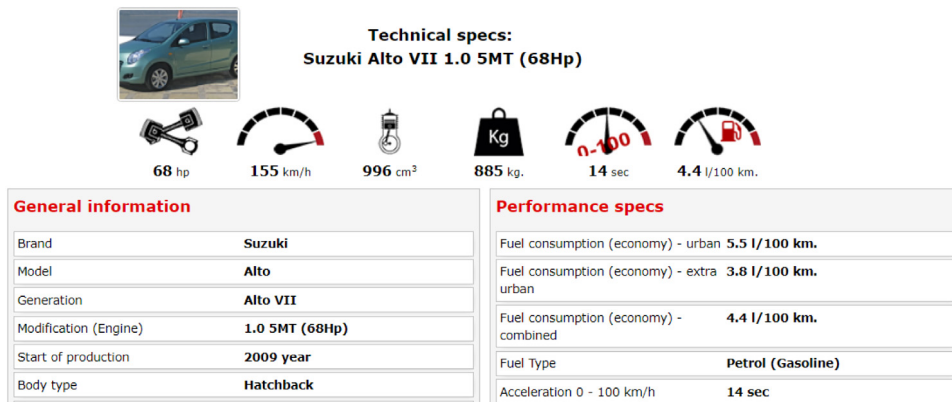 Technical specs:
Suzuki Alto VII 1.0 5MT (68Hp)
Kg
0-100
68 hp
155 km/h
996 cm³
885 kg.
14 sec
4.4 l/100 km.
General information
Brand Suzuki
Model Alto
Generation Alto VII
Modification (Engine) 1.0 5MT (68Hp)
Start of production 2009 year
Body type Hatchback
Performance specs
Fuel consumption (economy) - urban 5.5 l/100 km.
Fuel consumption (economy) - extra 3.8 l/100 km.
urban
Fuel consumption (economy) - 4.4 l/100 km.
combined
Fuel Type Petrol (Gasoline)
Acceleration 0 - 100 km/h 14 sec